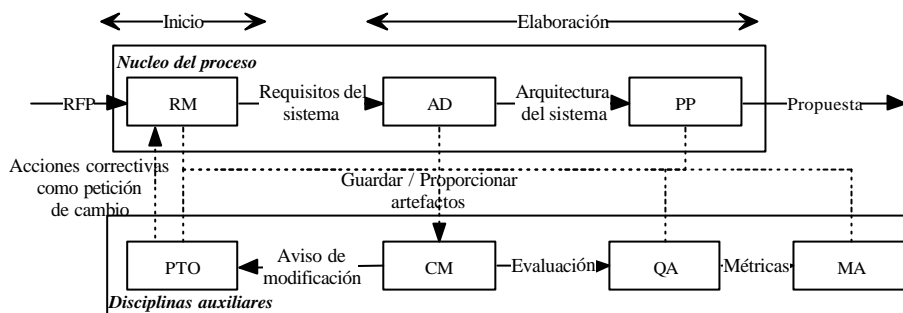 Inicio
Elaboración
Nucleo del proceso
RFP
RM
Requisitos del
sistema
AD
Arquitectura
del sistema
PP
Propuesta
Acciones correctivas
como petición
de cambio
Guardar / Proporcionar
artefactos
PTO
Aviso de
modificación
CM
Evaluación
QA
Métricas
MA
Disciplinas auxiliares